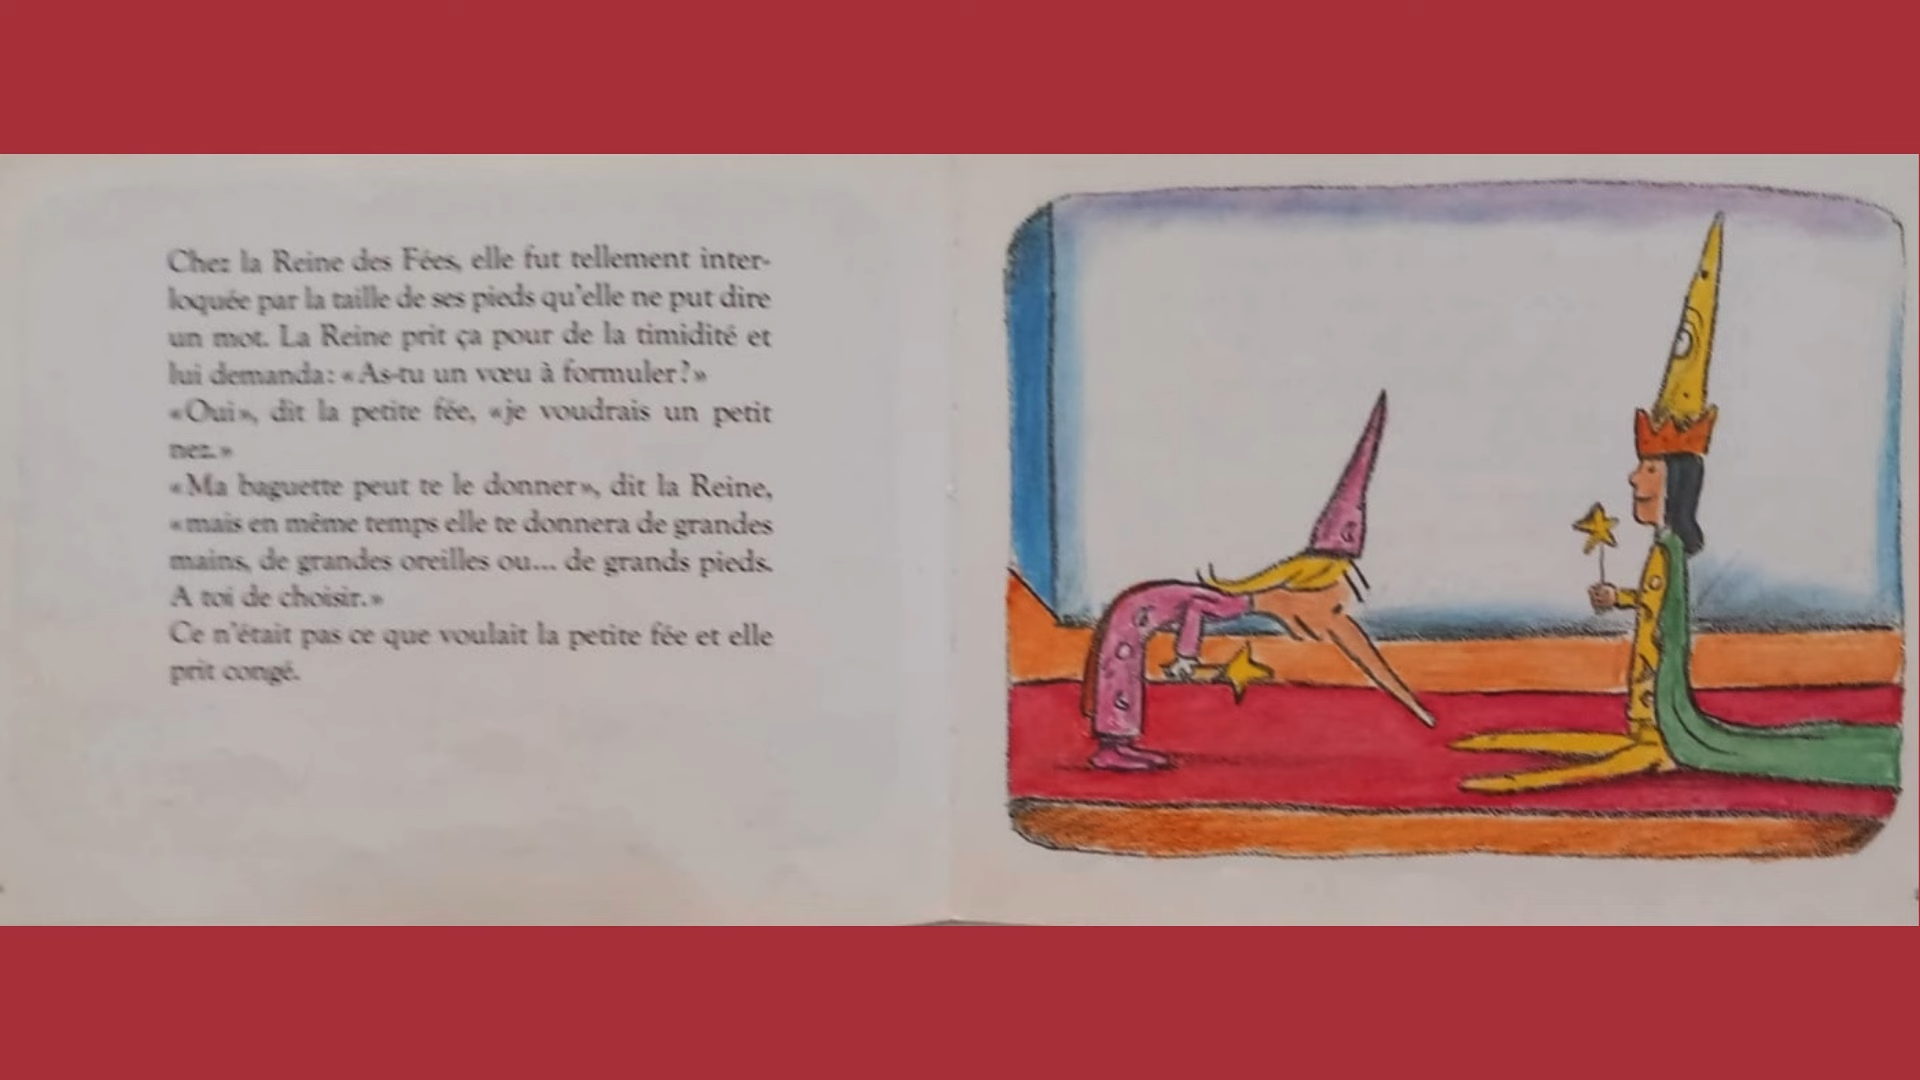 Chez la Reine des Fées, elle fut tellement inter-
loquée par la taille de ses pieds qu'elle ne put dire
un mot. La Reine prit ça pour de la timidité et
lui demanda: «As-tu un vœu à formuler?»
«Oui», dit la petite fée, «je voudrais un petit
nez.»
«Ma baguette peut te le donner», dit la Reine,
«mais en même temps elle te donnera de grandes
mains, de grandes oreilles ou... de grands pieds.
A toi de choisir.»
Ce n'était pas ce que voulait la petite fée et elle
prit congé.